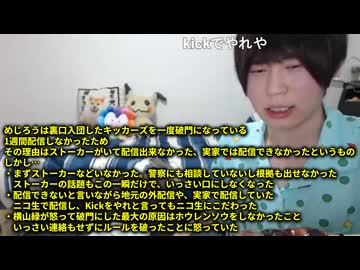 kickでやれや
めじろうは裏口入団したキッカーズを一度破門になっている
1週間配信しなかったため
その理由はストーカーがいて配信出来なかった、実家では配信できなかったというもの
しかし…
・まずストーカーなどいなかった。警察にも相談していないし根拠も出せなかった
ストーカーの話題もこの一瞬だけで、いっさい口にしなくなった
・配信できないと言いながら地元の外配信や、実家で配信していた
ニコ生で配信し、Kickをやれと言ってもニコ生にこだわった
・横山緑が怒って破門にした最大の原因はホウレンソウをしなかったこと
いっさい連絡もせずにルールを破ったことに怒っていた